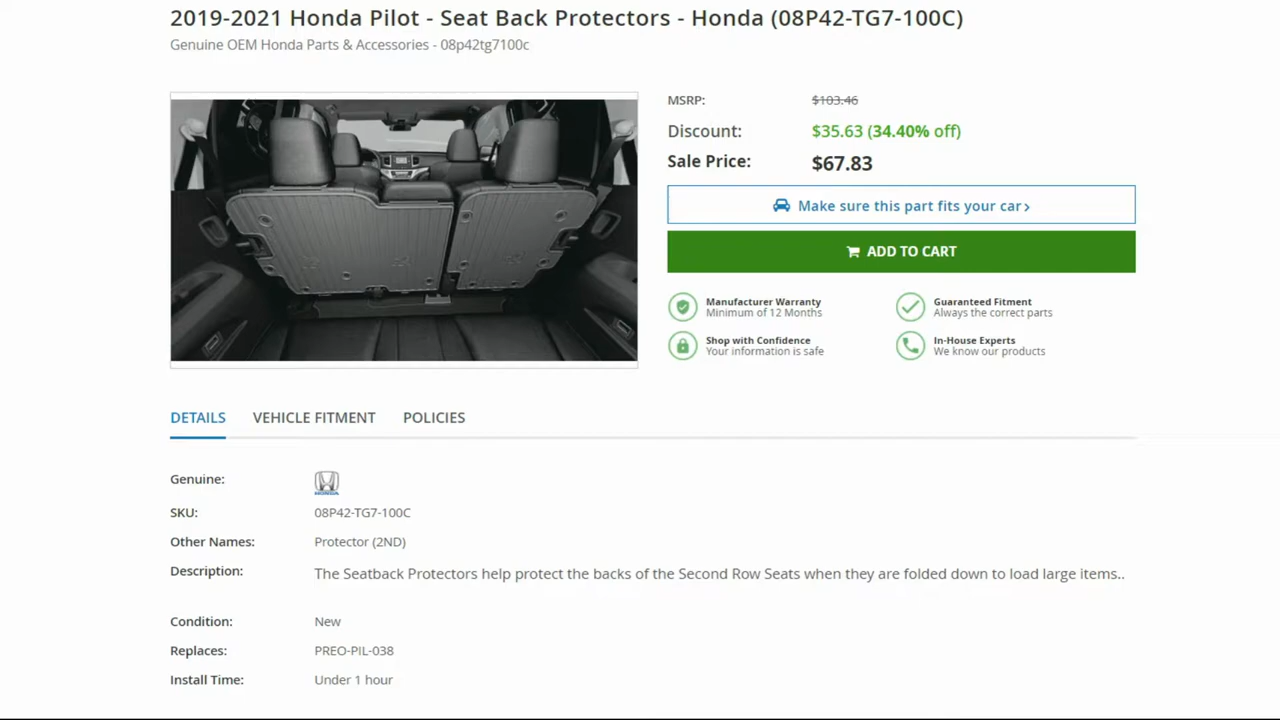 2019-2021 Honda Pilot - Seat Back Protectors - Honda (08P42-TG7-100C)
Genuine OEM Honda Parts & Accessories - 08p42tg7100c
MSRP: $103.46
Discount: $35.63 (34.40% off)
Sale Price: $67.83
Make sure this part fits your car ›
ADD TO CART
Manufacturer Warranty
Minimum of 12 Months
Guaranteed Fitment
Always the correct parts
Shop with Confidence
Your information is safe
In-House Experts
We know our products
DETAILS VEHICLE FITMENT POLICIES
Genuine: HONDA
SKU: 08P42-TG7-100C
Other Names: Protector (2ND)
Description: The Seatback Protectors help protect the backs of the Second Row Seats when they are folded down to load large items..
Condition: New
Replaces: PREO-PIL-038
Install Time: Under 1 hour